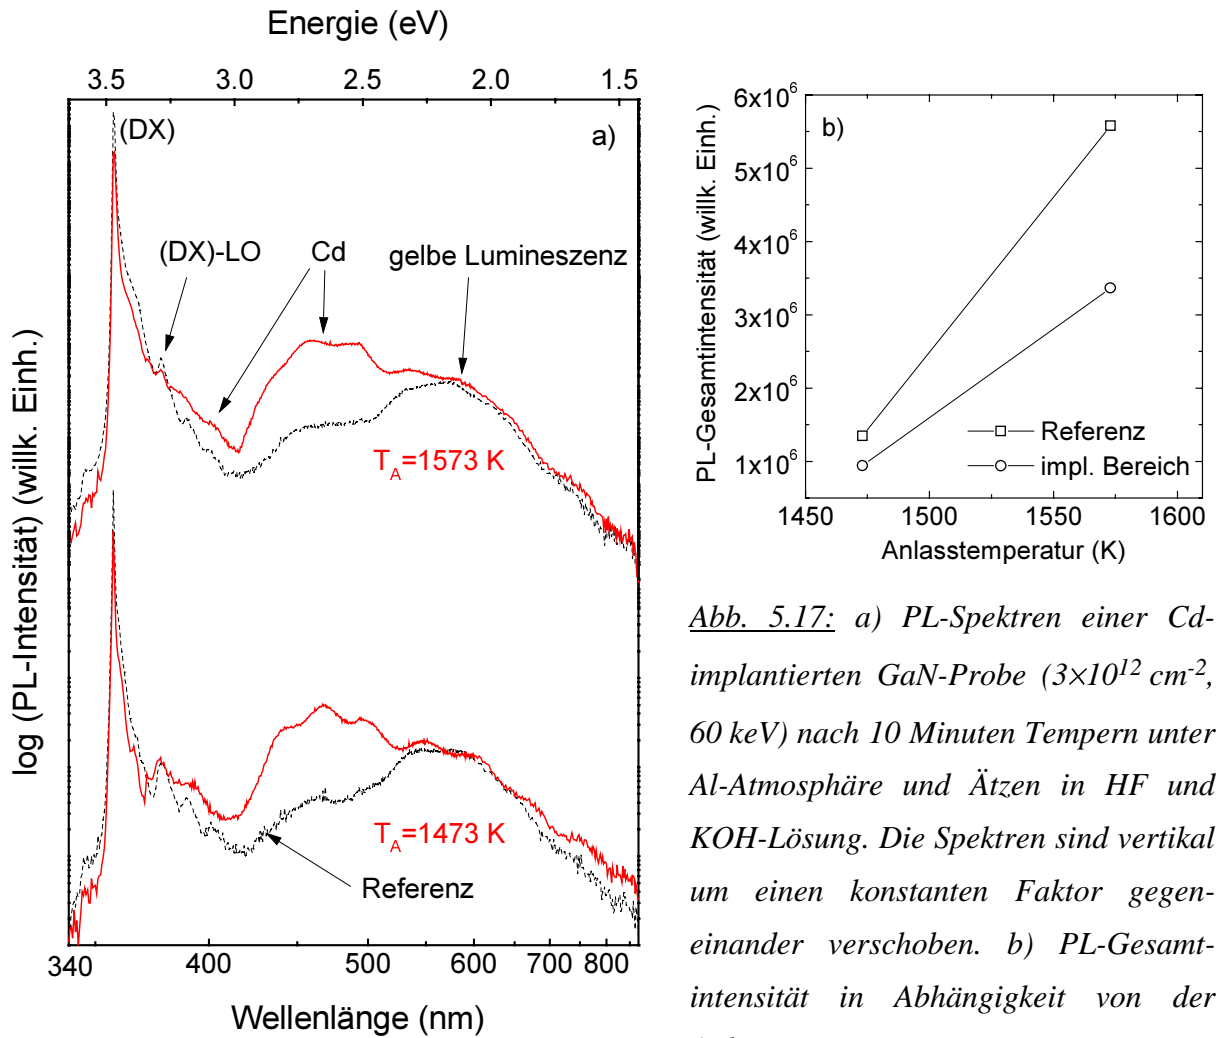 Energie (eV)
3.5 3.0 2.5 2.0 1.5
(DX)
a)
(DX)-LO
Cd
gelbe Lumineszenz
T_A=1573 K
T_A=1473 K
Referenz
log (PL-Intensität) (willk. Einh.)
340 400 500 600 700 800
Wellenlänge (nm)
b)
PL-Gesamtintensität (willk. Einh.)
6x10^6
5x10^6
4x10^6
3x10^6
2x10^6
1x10^6
Referenz
impl. Bereich
1450 1500 1550 1600
Anlasstemperatur (K)
Abb. 5.17: a) PL-Spektren einer Cd-
implantierten GaN-Probe (3×10^12 cm^-2,
60 keV) nach 10 Minuten Tempern unter
Al-Atmosphäre und Ätzen in HF und
KOH-Lösung. Die Spektren sind vertikal
um einen konstanten Faktor gegen-
einander verschoben. b) PL-Gesamt-
intensität in Abhängigkeit von der